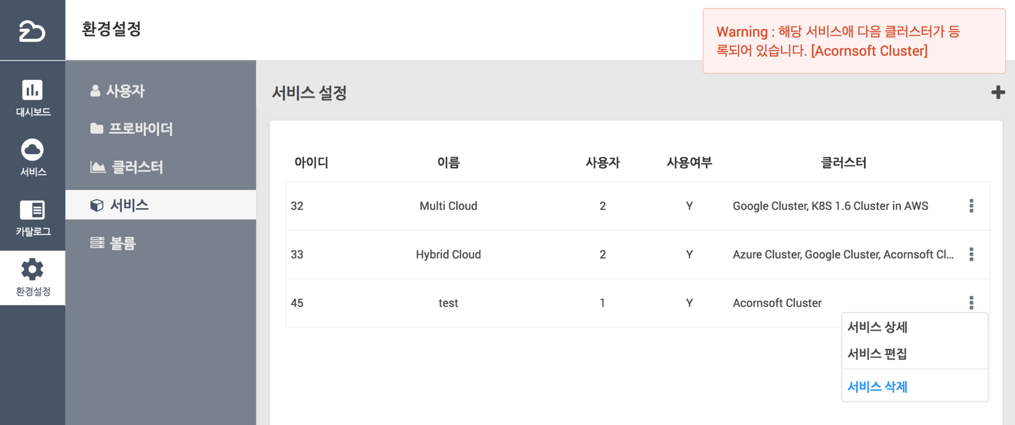 환경설정
Warning : 해당 서비스애 다음 클러스터가 등
록되어 있습니다. [Acornsoft Cluster]
대시보드
서비스
카탈로그
환경설정
사용자
프로바이더
클러스터
서비스
볼륨
서비스 설정
아이디 이름 사용자 사용여부 클러스터
32 Multi Cloud 2 Y Google Cluster, K8S 1.6 Cluster in AWS
33 Hybrid Cloud 2 Y Azure Cluster, Google Cluster, Acornsoft Cl...
45 test 1 Y Acornsoft Cluster
서비스 상세
서비스 편집
서비스 삭제